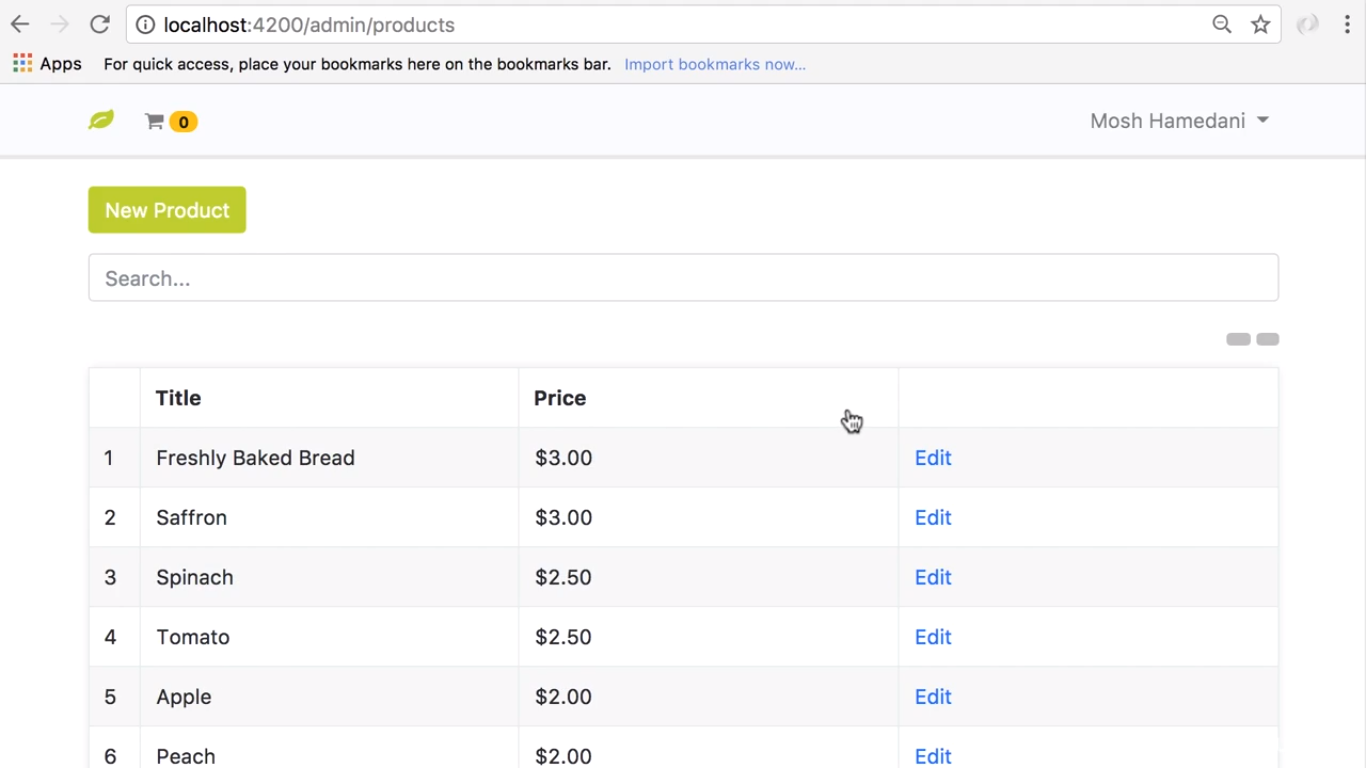 localhost:4200/admin/products
Apps For quick access, place your bookmarks here on the bookmarks bar. Import bookmarks now...
0 Mosh Hamedani
New Product
Search...
Title Price
1 Freshly Baked Bread $3.00 Edit
2 Saffron $3.00 Edit
3 Spinach $2.50 Edit
4 Tomato $2.50 Edit
5 Apple $2.00 Edit
6 Peach $2.00 Edit